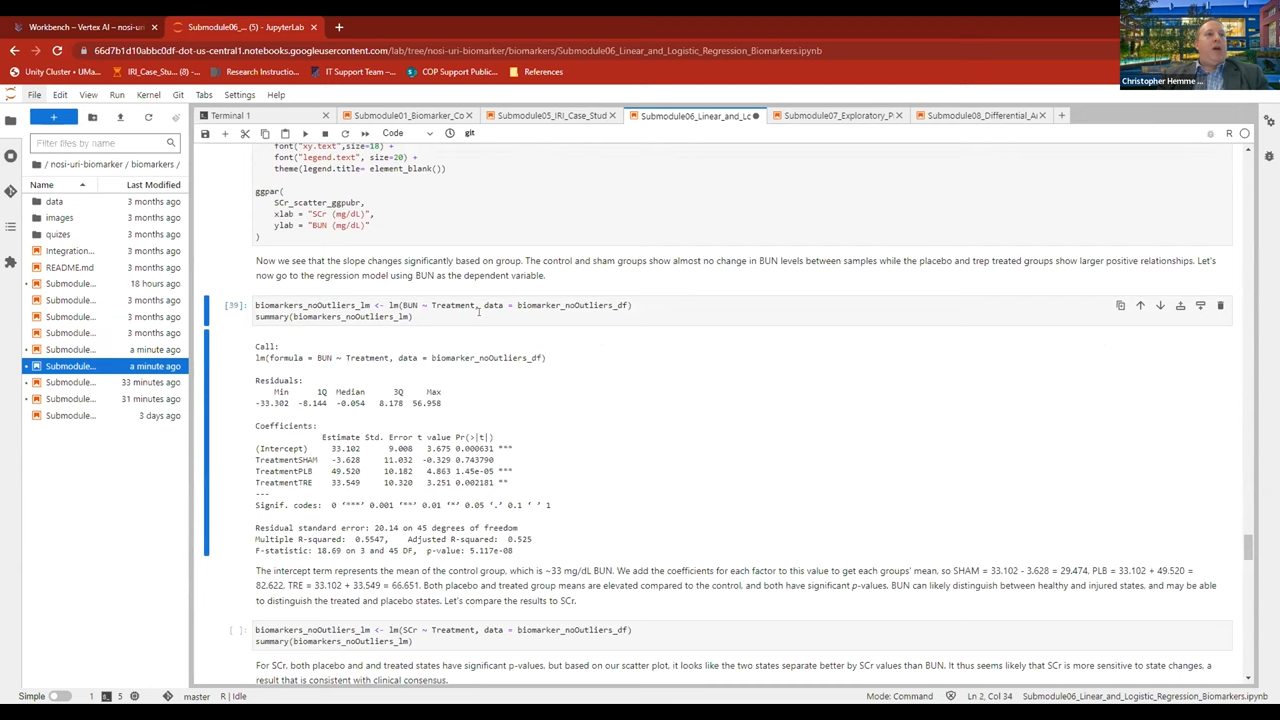 Workbench – Vertex AI – nosi-uri
Submodule06_... (5) - JupyterLab
66d7b1d10abbc0df-dot-us-central1.notebooks.googleusercontent.com/lab/tree/nosi-uri-biomarker/biomarkers/Submodule06_Linear_and_Logistic_Regression_Biomarkers.ipynb
Unity Cluster @ UMa...
IRI_Case_Stud... (8) -...
Research Instructio...
IT Support Team –...
COP Support Public...
References
Christopher Hemme ...
File Edit View Run Kernel Git Tabs Settings Help
Terminal 1
Submodule01_Biomarker_Co
Submodule05_IRI_Case_Stud
Submodule06_Linear_and_Lo
Submodule07_Exploratory_P
Submodule08_Differential_A
Code
git
R
Filter files by name
/ nosi-uri-biomarker / biomarkers /
Name Last Modified
data 3 months ago
images 3 months ago
quizes 3 months ago
Integration... 3 months ago
README.md 3 months ago
Submodule... 18 hours ago
Submodule... 3 months ago
Submodule... 3 months ago
Submodule... 3 months ago
Submodule... a minute ago
Submodule... a minute ago
Submodule... 33 minutes ago
Submodule... 31 minutes ago
Submodule... 3 days ago
font("xy.text",size=18) +
font("legend.text", size=20) +
theme(legend.title= element_blank())
ggpar(
SCr_scatter_ggpubr,
xlab = "SCr (mg/dL)",
ylab = "BUN (mg/dL)"
)
Now we see that the slope changes significantly based on group. The control and sham groups show almost no change in BUN levels between samples while the placebo and trep treated groups show larger positive relationships. Let's
now go to the regression model using BUN as the dependent variable.
[39]: biomarkers_noOutliers_lm <- lm(BUN ~ Treatment, data = biomarker_noOutliers_df)
summary(biomarkers_noOutliers_lm)
Call:
lm(formula = BUN ~ Treatment, data = biomarker_noOutliers_df)
Residuals:
Min 1Q Median 3Q Max
-33.302 -8.144 -0.054 8.178 56.958
Coefficients:
Estimate Std. Error t value Pr(>|t|)
(Intercept) 33.102 9.008 3.675 0.000631 ***
TreatmentSHAM -3.628 11.032 -0.329 0.743790
TreatmentPLB 49.520 10.182 4.863 1.45e-05 ***
TreatmentTRE 33.549 10.320 3.251 0.002181 **
---
Signif. codes: 0 '***' 0.001 '**' 0.01 '*' 0.05 '.' 0.1 ' ' 1
Residual standard error: 20.14 on 45 degrees of freedom
Multiple R-squared: 0.5547, Adjusted R-squared: 0.525
F-statistic: 18.69 on 3 and 45 DF, p-value: 5.117e-08
The intercept term represents the mean of the control group, which is ~33 mg/dL BUN. We add the coefficients for each factor to this value to get each groups' mean, so SHAM = 33.102 - 3.628 = 29.474. PLB = 33.102 + 49.520 =
82.622, TRE = 33.102 + 33.549 = 66.651. Both placebo and treated group means are elevated compared to the control, and both have significant p-values. BUN can likely distinguish between healthy and injured states, and may be able
to distinguish the treated and placebo states. Let's compare the results to SCr.
[ ]: biomarkers_noOutliers_lm <- lm(SCr ~ Treatment, data = biomarker_noOutliers_df)
summary(biomarkers_noOutliers_lm)
For SCr, both placebo and and treated states have significant p-values, but based on our scatter plot, it looks like the two states separate better by SCr values than BUN. It thus seems likely that SCr is more sensitive to state changes, a
result that is consistent with clinical consensus.
Simple 1 5 master R | Idle Mode: Command Ln 2, Col 34 Submodule06_Linear_and_Logistic_Regression_Biomarkers.ipynb